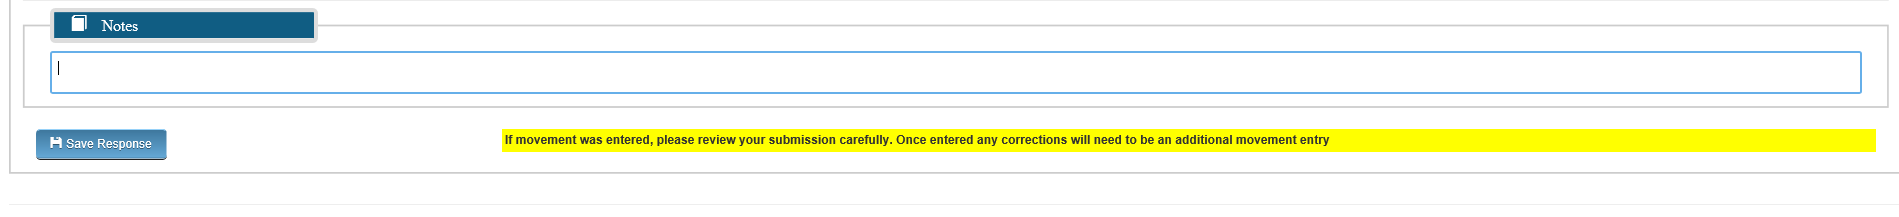 Notes
Save Response
If movement was entered, please review your submission carefully. Once entered any corrections will need to be an additional movement entry